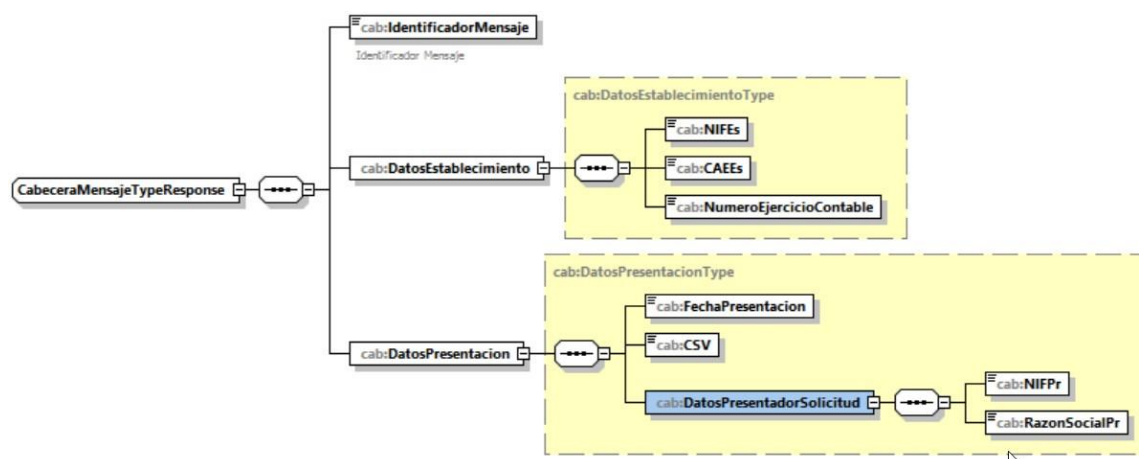 cab:IdentificadorMensaje
Identificador Mensaje
cab:DatosEstablecimientoType
cab:NIFEs
cab:DatosEstablecimiento
cab:CAEEs
CabeceraMensajeTypeResponse
cab:NumeroEjercicioContable
cab:DatosPresentacionType
cab:FechaPresentacion
cab:DatosPresentacion
cab:CSV
cab:DatosPresentadorSolicitud
cab:NIFPr
cab:RazonSocialPr